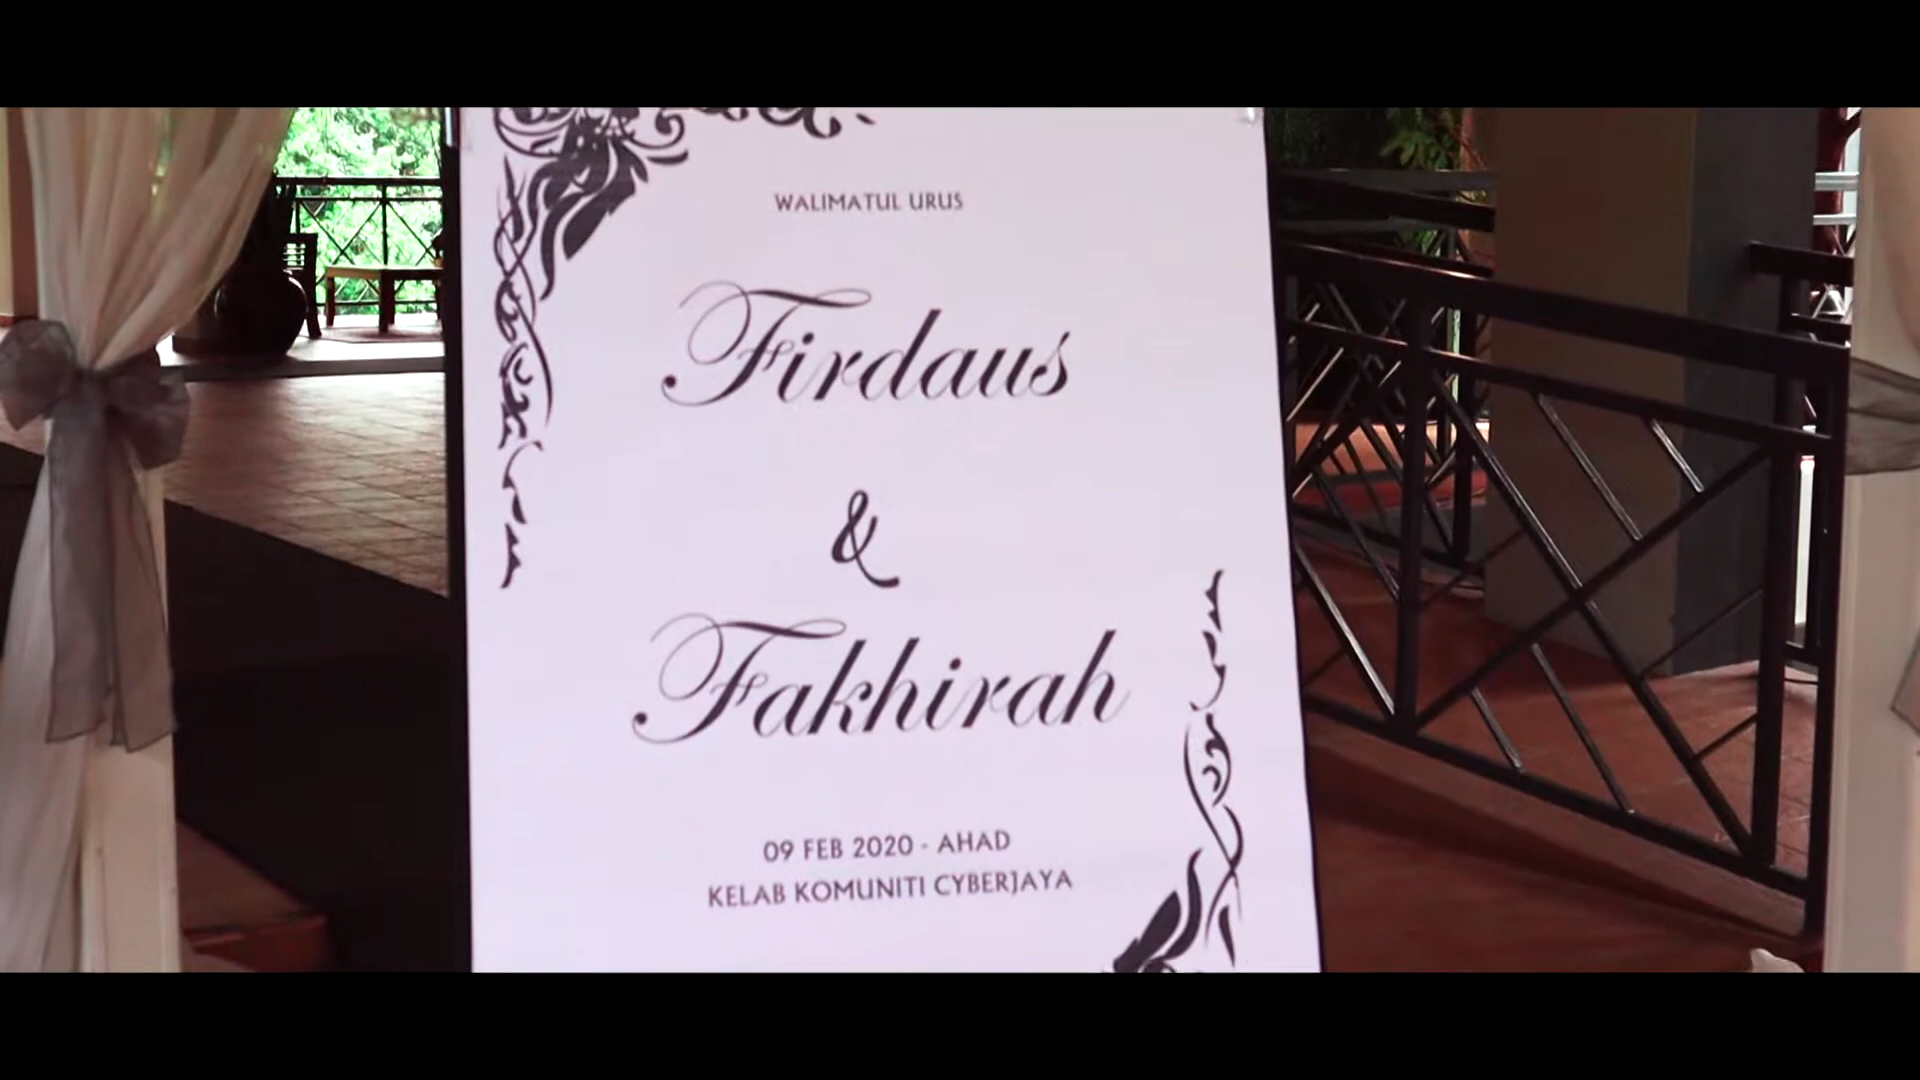 WALIMATUL URUS
Firdaus
&
Fakhirah
09 FEB 2020 - AHAD
KELAB KOMUNITI CYBERJAYA